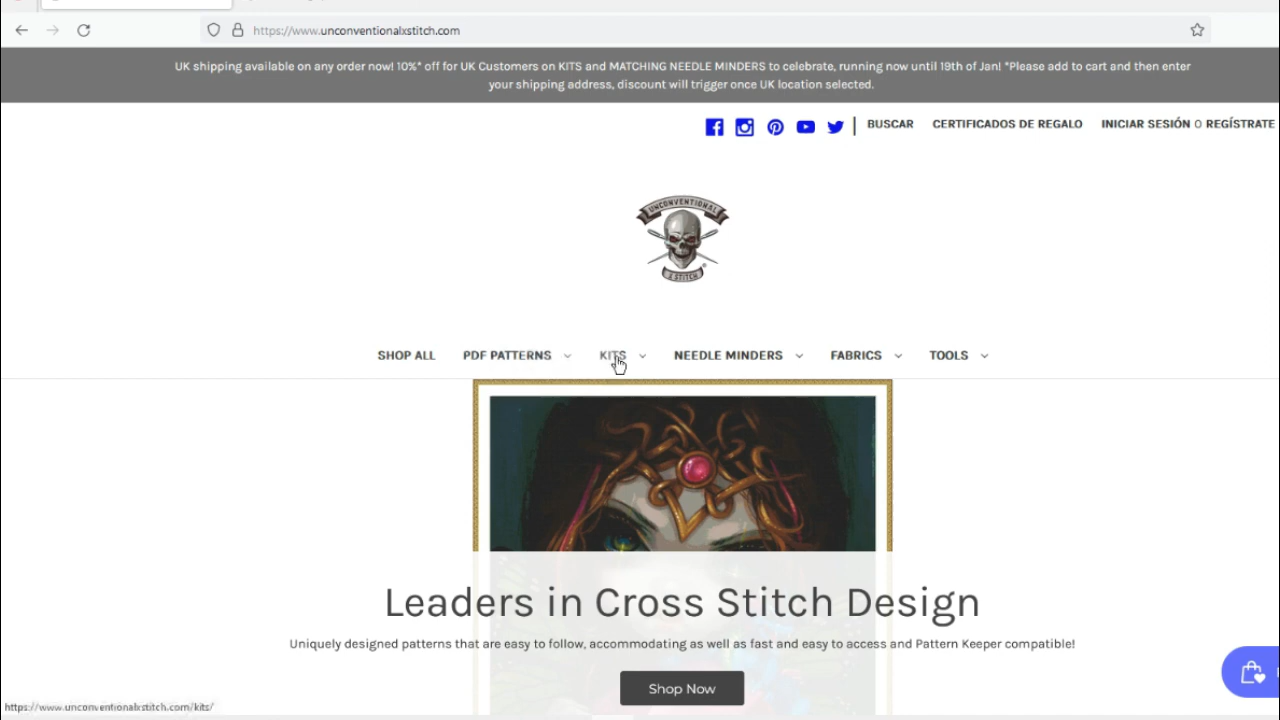 https://www.unconventionalxstitch.com
UK shipping available on any order now! 10%* off for UK Customers on KITS and MATCHING NEEDLE MINDERS to celebrate, running now until 19th of Jan! *Please add to cart and then enter
your shipping address, discount will trigger once UK location selected.
BUSCAR CERTIFICADOS DE REGALO INICIAR SESIÓN O REGÍSTRATE
UNCONVENTIONAL
X STITCH
SHOP ALL PDF PATTERNS KITS NEEDLE MINDERS FABRICS TOOLS
Leaders in Cross Stitch Design
Uniquely designed patterns that are easy to follow, accommodating as well as fast and easy to access and Pattern Keeper compatible!
Shop Now
https://www.unconventionalxstitch.com/kits/